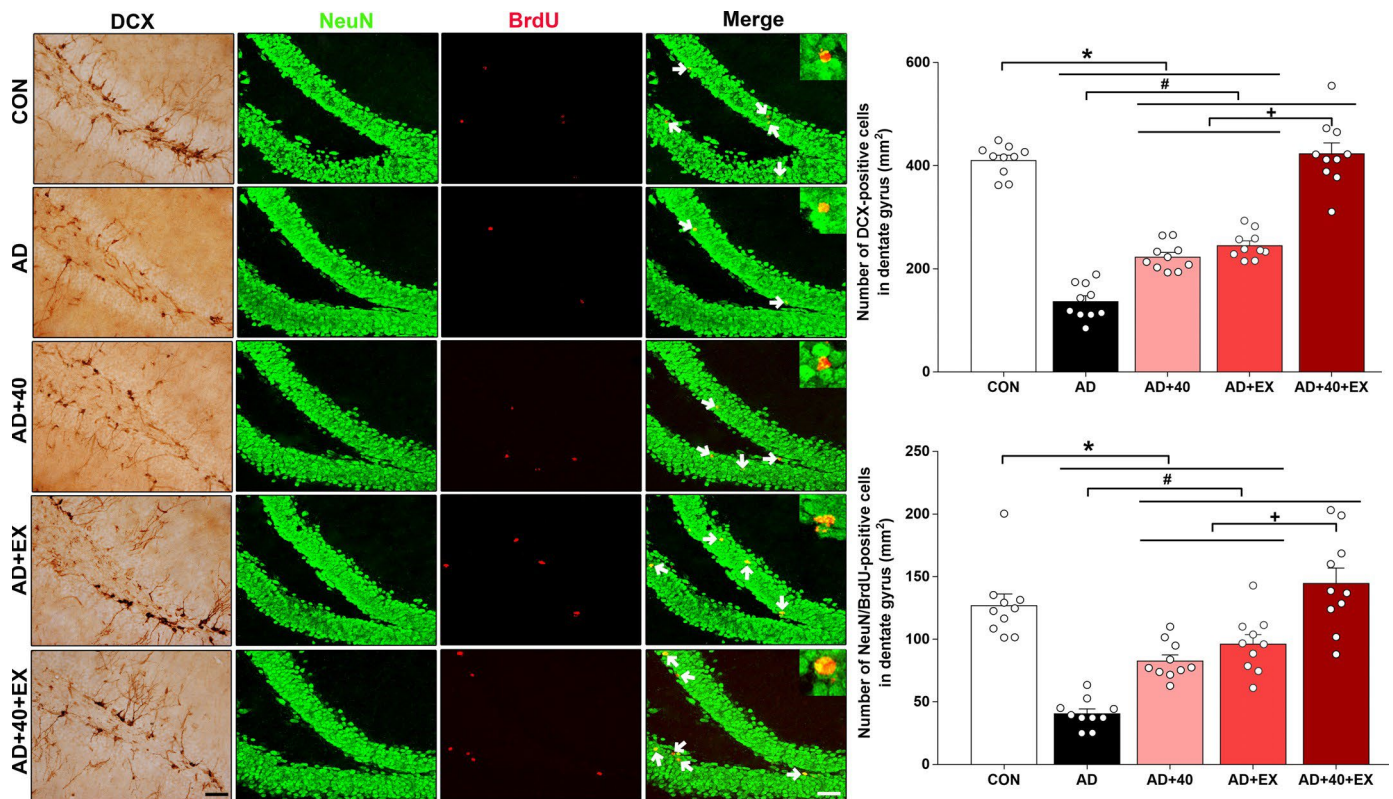 DCX NeuN BrdU Merge
CON
AD
AD+40
AD+EX
AD+40+EX
Number of DCX-positive cells
in dentate gyrus (mm²)
600
400
200
0
*
#
+
CON AD AD+40 AD+EX AD+40+EX
Number of NeuN/BrdU-positive cells
in dentate gyrus (mm²)
250
200
150
100
50
0
*
#
+
CON AD AD+40 AD+EX AD+40+EX